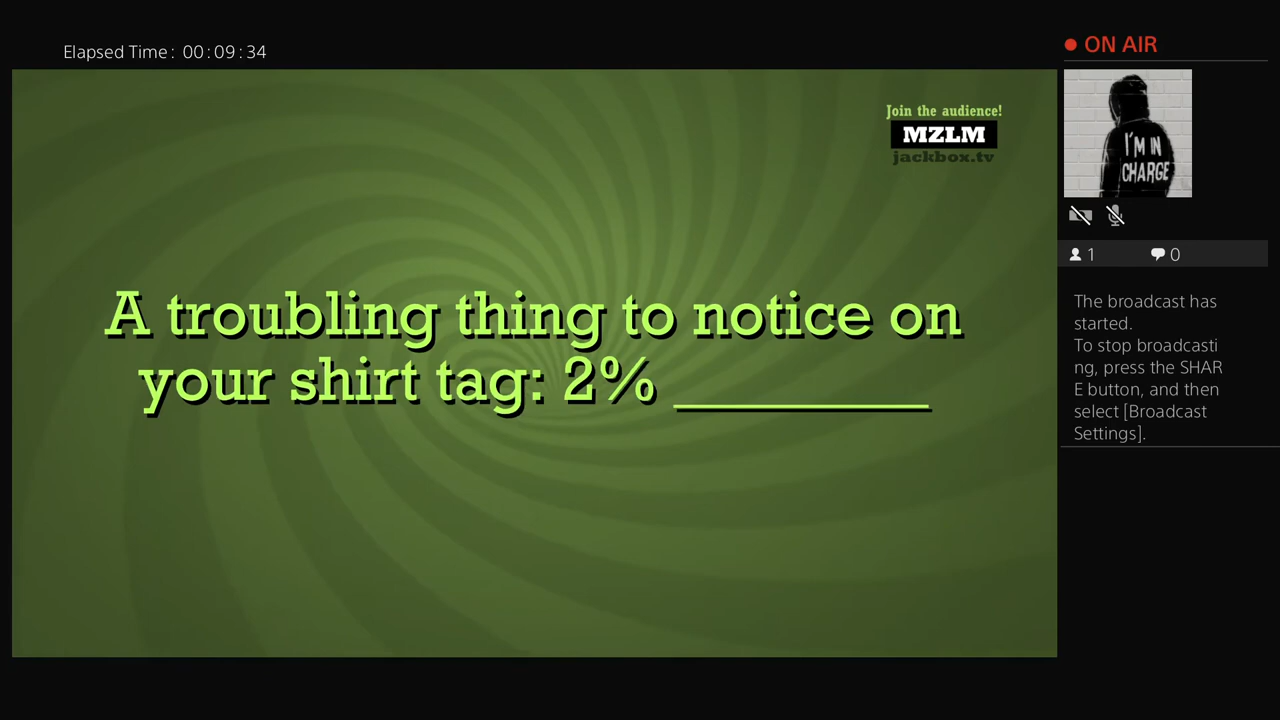 Elapsed Time: 00:09:34
ON AIR
Join the audience!
MZLM
jackbox.tv
I'M IN
CHARGE
1 0
A troubling thing to notice on
your shirt tag: 2% ________
The broadcast has
started.
To stop broadcasti
ng, press the SHAR
E button, and then
select [Broadcast
Settings].